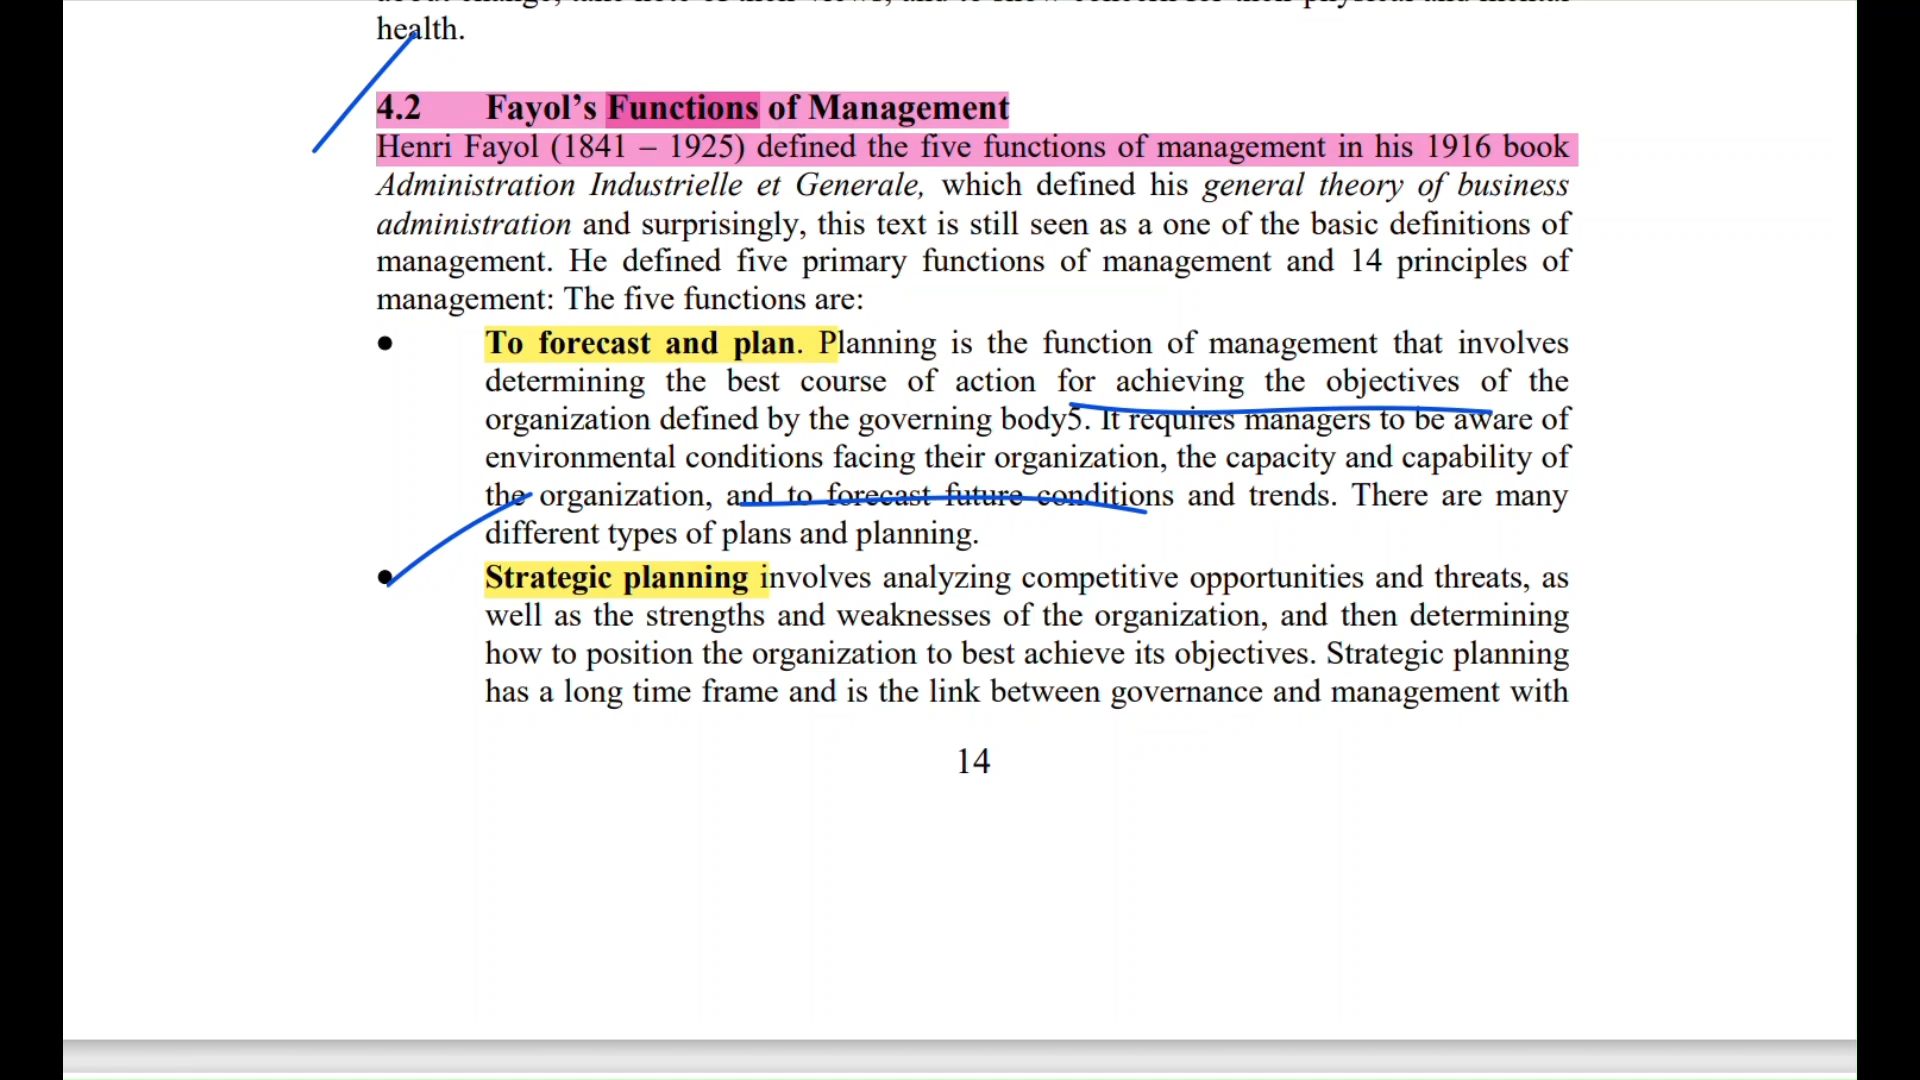 health.
4.2 Fayol’s Functions of Management
Henri Fayol (1841 – 1925) defined the five functions of management in his 1916 book
Administration Industrielle et Generale, which defined his general theory of business
administration and surprisingly, this text is still seen as a one of the basic definitions of
management. He defined five primary functions of management and 14 principles of
management: The five functions are:
● To forecast and plan. Planning is the function of management that involves
determining the best course of action for achieving the objectives of the
organization defined by the governing body5. It requires managers to be aware of
environmental conditions facing their organization, the capacity and capability of
the organization, and to forecast future conditions and trends. There are many
different types of plans and planning.
● Strategic planning involves analyzing competitive opportunities and threats, as
well as the strengths and weaknesses of the organization, and then determining
how to position the organization to best achieve its objectives. Strategic planning
has a long time frame and is the link between governance and management with
14